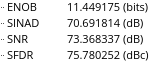 ENOB 11.449175 (bits)
SINAD 70.691814 (dB)
SNR 73.368337 (dB)
SFDR 75.780252 (dBc)